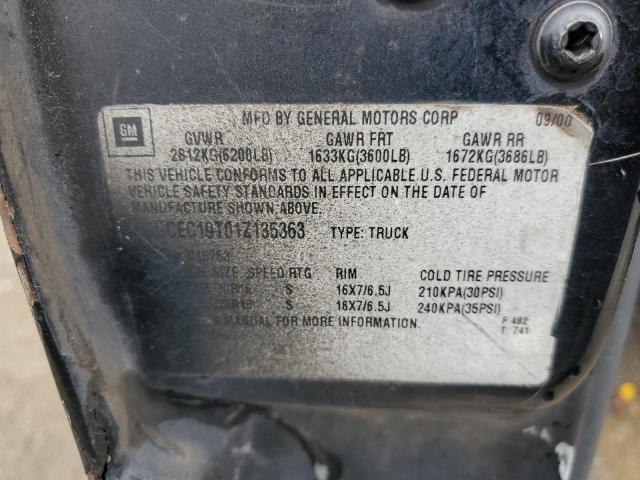 MFD BY GENERAL MOTORS CORP 09/00
GM
GVWR GAWR FRT GAWR RR
2812KG(6200LB) 1633KG(3600LB) 1672KG(3686LB)
THIS VEHICLE CONFORMS TO ALL APPLICABLE U.S. FEDERAL MOTOR
VEHICLE SAFETY STANDARDS IN EFFECT ON THE DATE OF
MANUFACTURE SHOWN ABOVE.
CEC19T01Z135363 TYPE: TRUCK
SIZE SPEED RTG RIM COLD TIRE PRESSURE
S 16X7/6.5J 210KPA(30PSI)
S 16X7/6.5J 240KPA(35PSI)
MANUAL FOR MORE INFORMATION.
F 482
T 741